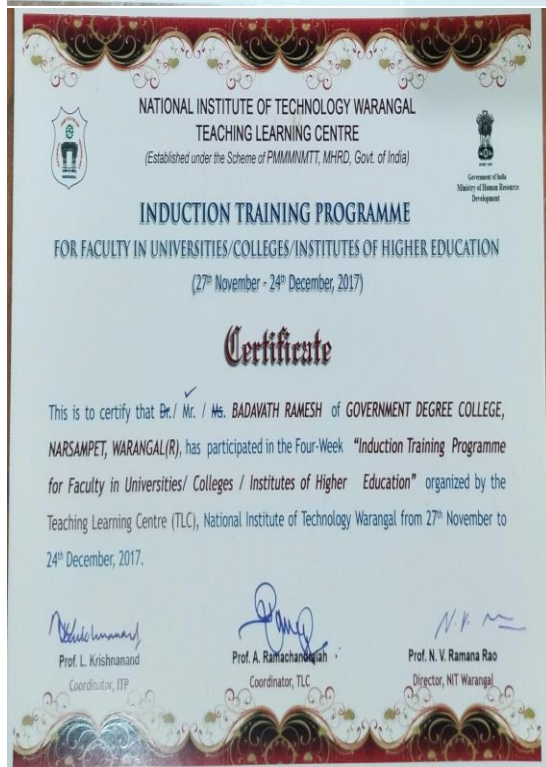 NATIONAL INSTITUTE OF TECHNOLOGY WARANGAL
TEACHING LEARNING CENTRE
(Established under the Scheme of PMMMNMTT, MHRD, Govt. of India)
Government of India
Ministry of Human Resource
Development
INDUCTION TRAINING PROGRAMME
FOR FACULTY IN UNIVERSITIES/COLLEGES/INSTITUTES OF HIGHER EDUCATION
(27th November - 24th December, 2017)
Certificate
This is to certify that Dr./ Mr. / Ms. BADAVATH RAMESH of GOVERNMENT DEGREE COLLEGE,
NARSAMPET, WARANGAL(R), has participated in the Four-Week "Induction Training Programme
for Faculty in Universities/ Colleges / Institutes of Higher Education" organized by the
Teaching Learning Centre (TLC), National Institute of Technology Warangal from 27th November to
24th December, 2017.
Prof. L. Krishnanand
Coordinator, ITP
Prof. A. Ramachandraiah
Coordinator, TLC
Prof. N. V. Ramana Rao
Director, NIT Warangal